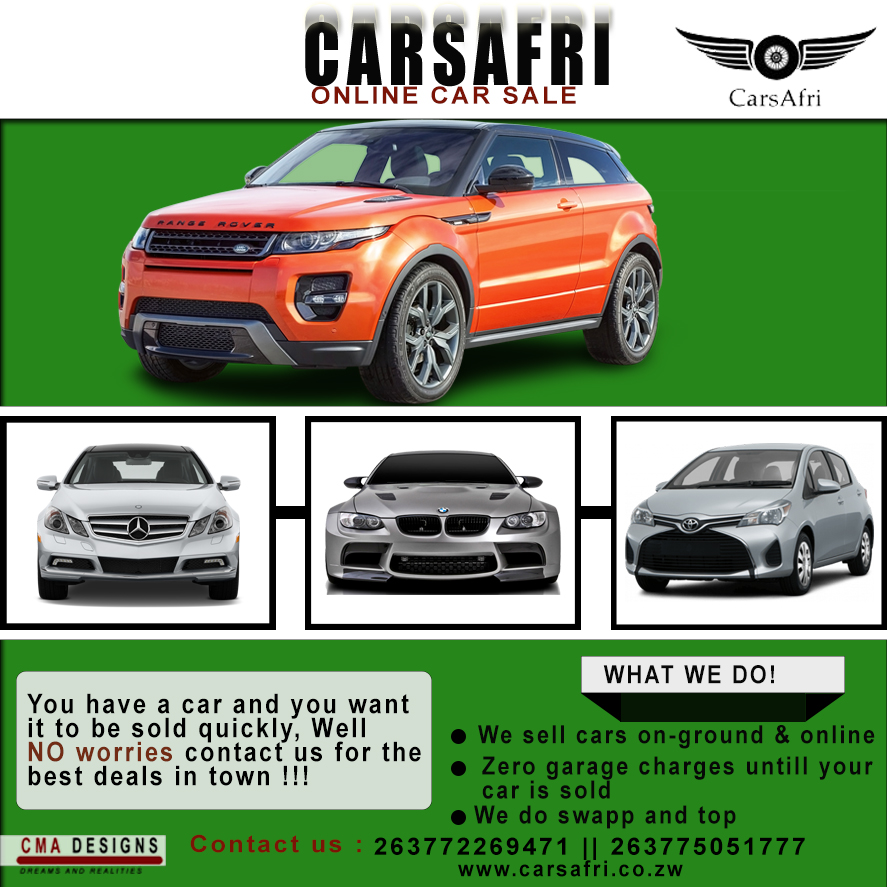 CARSAFRI
ONLINE CAR SALE
CarsAfri
RANGE ROVER
You have a car and you want
it to be sold quickly, Well
NO worries contact us for the
best deals in town !!!
WHAT WE DO!
We sell cars on-ground & online
Zero garage charges untill your
car is sold
We do swapp and top
CMA DESIGNS
DREAMS AND REALITIES
Contact us : 263772269471 || 263775051777
www.carsafri.co.zw